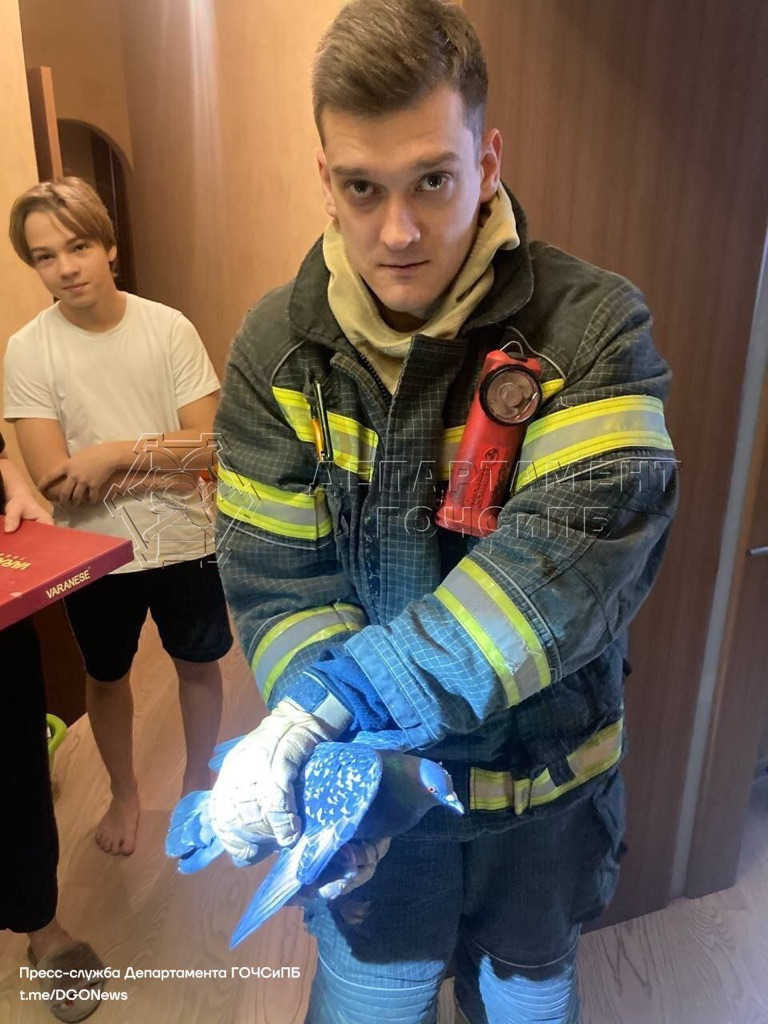 ДЕПАРТАМЕНТ
ГОЧСиПБ
VARANESE®
Пресс-служба Департамента ГОЧСиПБ
t.me/DGONews